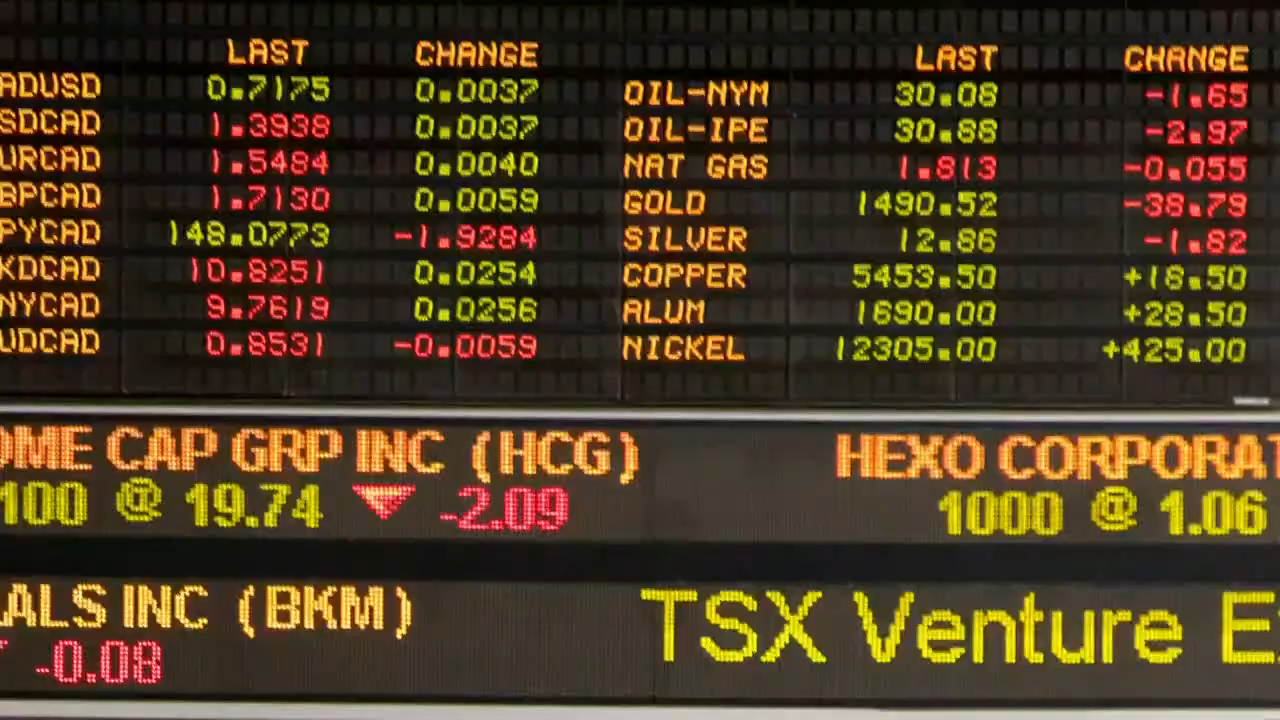 LAST CHANGE LAST CHANGE
ADUSD 0.7175 0.0037 OIL-NYM 30.08 -1.65
SDCAD 1.3938 0.0037 OIL-IPE 30.68 -2.97
URCAD 1.5484 0.0040 NAT GAS 1.813 -0.055
BPCAD 1.7130 0.0059 GOLD 1490.52 -38.79
PYCAD 148.0773 -1.9284 SILVER 12.86 -1.82
KDCAD 10.8251 0.0254 COPPER 5453.50 +18.50
NYCAD 9.7619 0.0256 ALUM 1690.00 +28.50
UDCAD 0.8531 -0.0059 NICKEL 12305.00 +425.00
OME CAP GRP INC (HCG) HEXO CORPORAT
100 @ 19.74 ▼ -2.09 1000 @ 1.06
ALS INC (BKM) TSX Venture E
-0.08